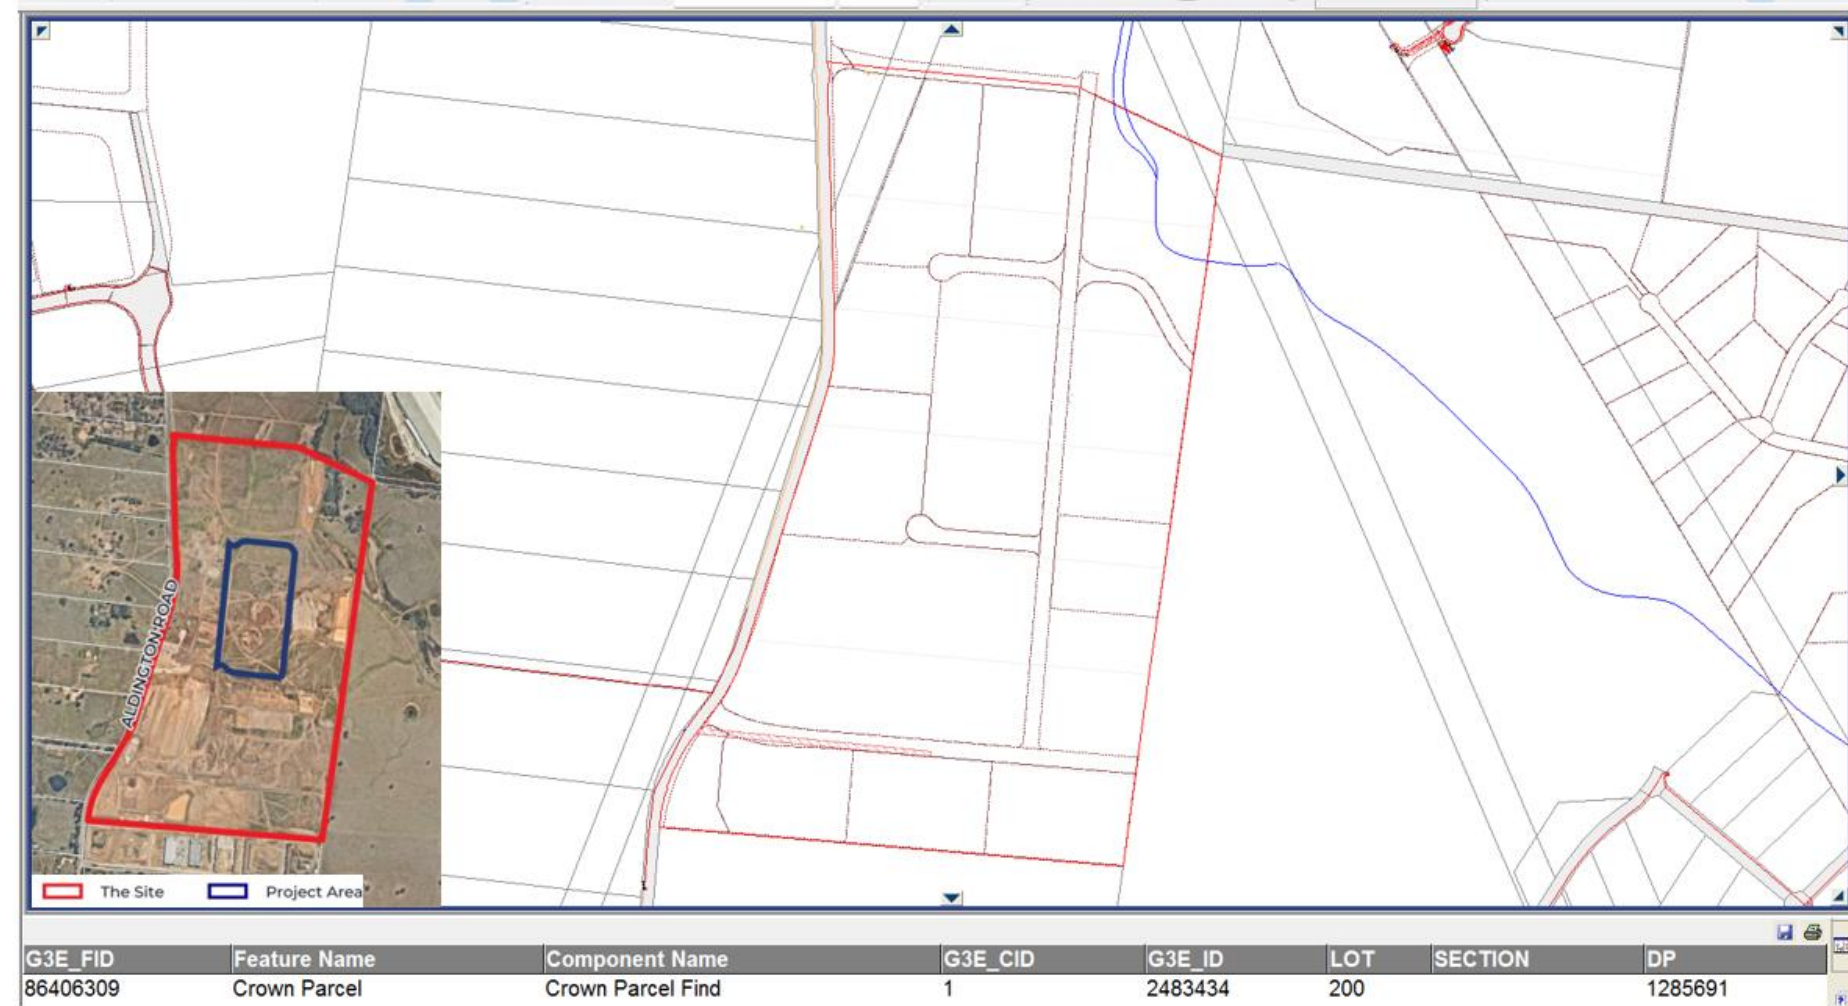 ALDINGTON ROAD
The Site Project Area
G3E_FID Feature Name Component Name G3E_CID G3E_ID LOT SECTION DP
86406309 Crown Parcel Crown Parcel Find 1 2483434 200 1285691